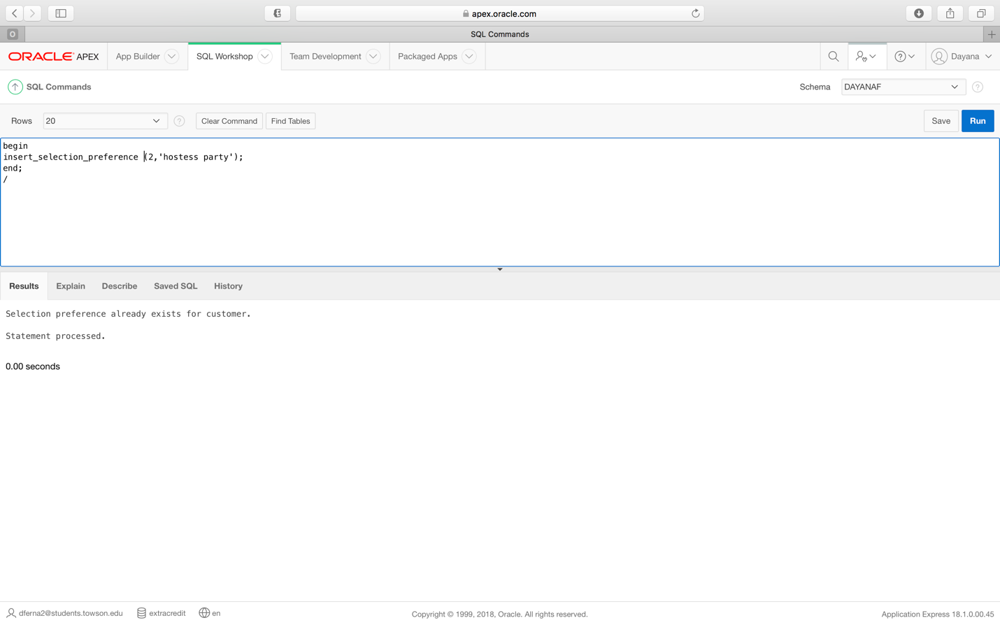 apex.oracle.com
O SQL Commands
ORACLE APEX App Builder SQL Workshop Team Development Packaged Apps ? Dayana
SQL Commands Schema DAYANAF ?
Rows 20 ? Clear Command Find Tables Save Run
begin
insert_selection_preference (2,'hostess party');
end;
/
Results Explain Describe Saved SQL History
Selection preference already exists for customer.
Statement processed.
0.00 seconds
dferna2@students.towson.edu extracredit en Copyright © 1999, 2018, Oracle. All rights reserved. Application Express 18.1.0.00.45